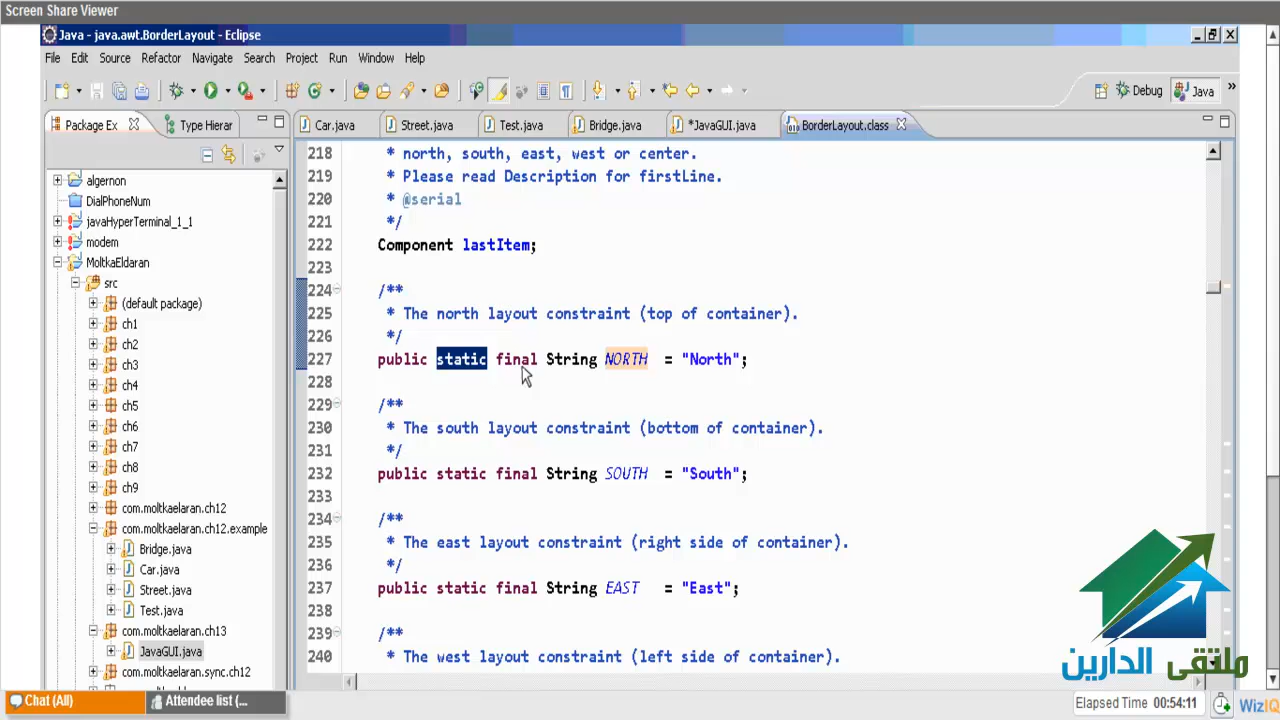 Screen Share Viewer
Java - java.awt.BorderLayout - Eclipse
File Edit Source Refactor Navigate Search Project Run Window Help
Debug Java »
Package Ex Type Hierar Car.java Street.java Test.java Bridge.java *JavaGUI.java BorderLayout.class
algernon
DialPhoneNum
javaHyperTerminal_1_1
modem
MoltkaEldaran
src
(default package)
ch1
ch2
ch3
ch4
ch5
ch6
ch7
ch8
ch9
com.moltkaelaran.ch12
com.moltkaelaran.ch12.example
Bridge.java
Car.java
Street.java
Test.java
com.moltkaelaran.ch13
JavaGUI.java
com.moltkaelaran.sync.ch12
218 * north, south, east, west or center.
219 * Please read Description for firstLine.
220 * @serial
221 */
222 Component lastItem;
223
224 /**
225 * The north layout constraint (top of container).
226 */
227 public static final String NORTH = "North";
228
229 /**
230 * The south layout constraint (bottom of container).
231 */
232 public static final String SOUTH = "South";
233
234 /**
235 * The east layout constraint (right side of container).
236 */
237 public static final String EAST = "East";
238
239 /**
240 * The west layout constraint (left side of container).
ملتقى الدارين
Chat (All) Attendee list (...
Elapsed Time 00:54:11 WizIQ